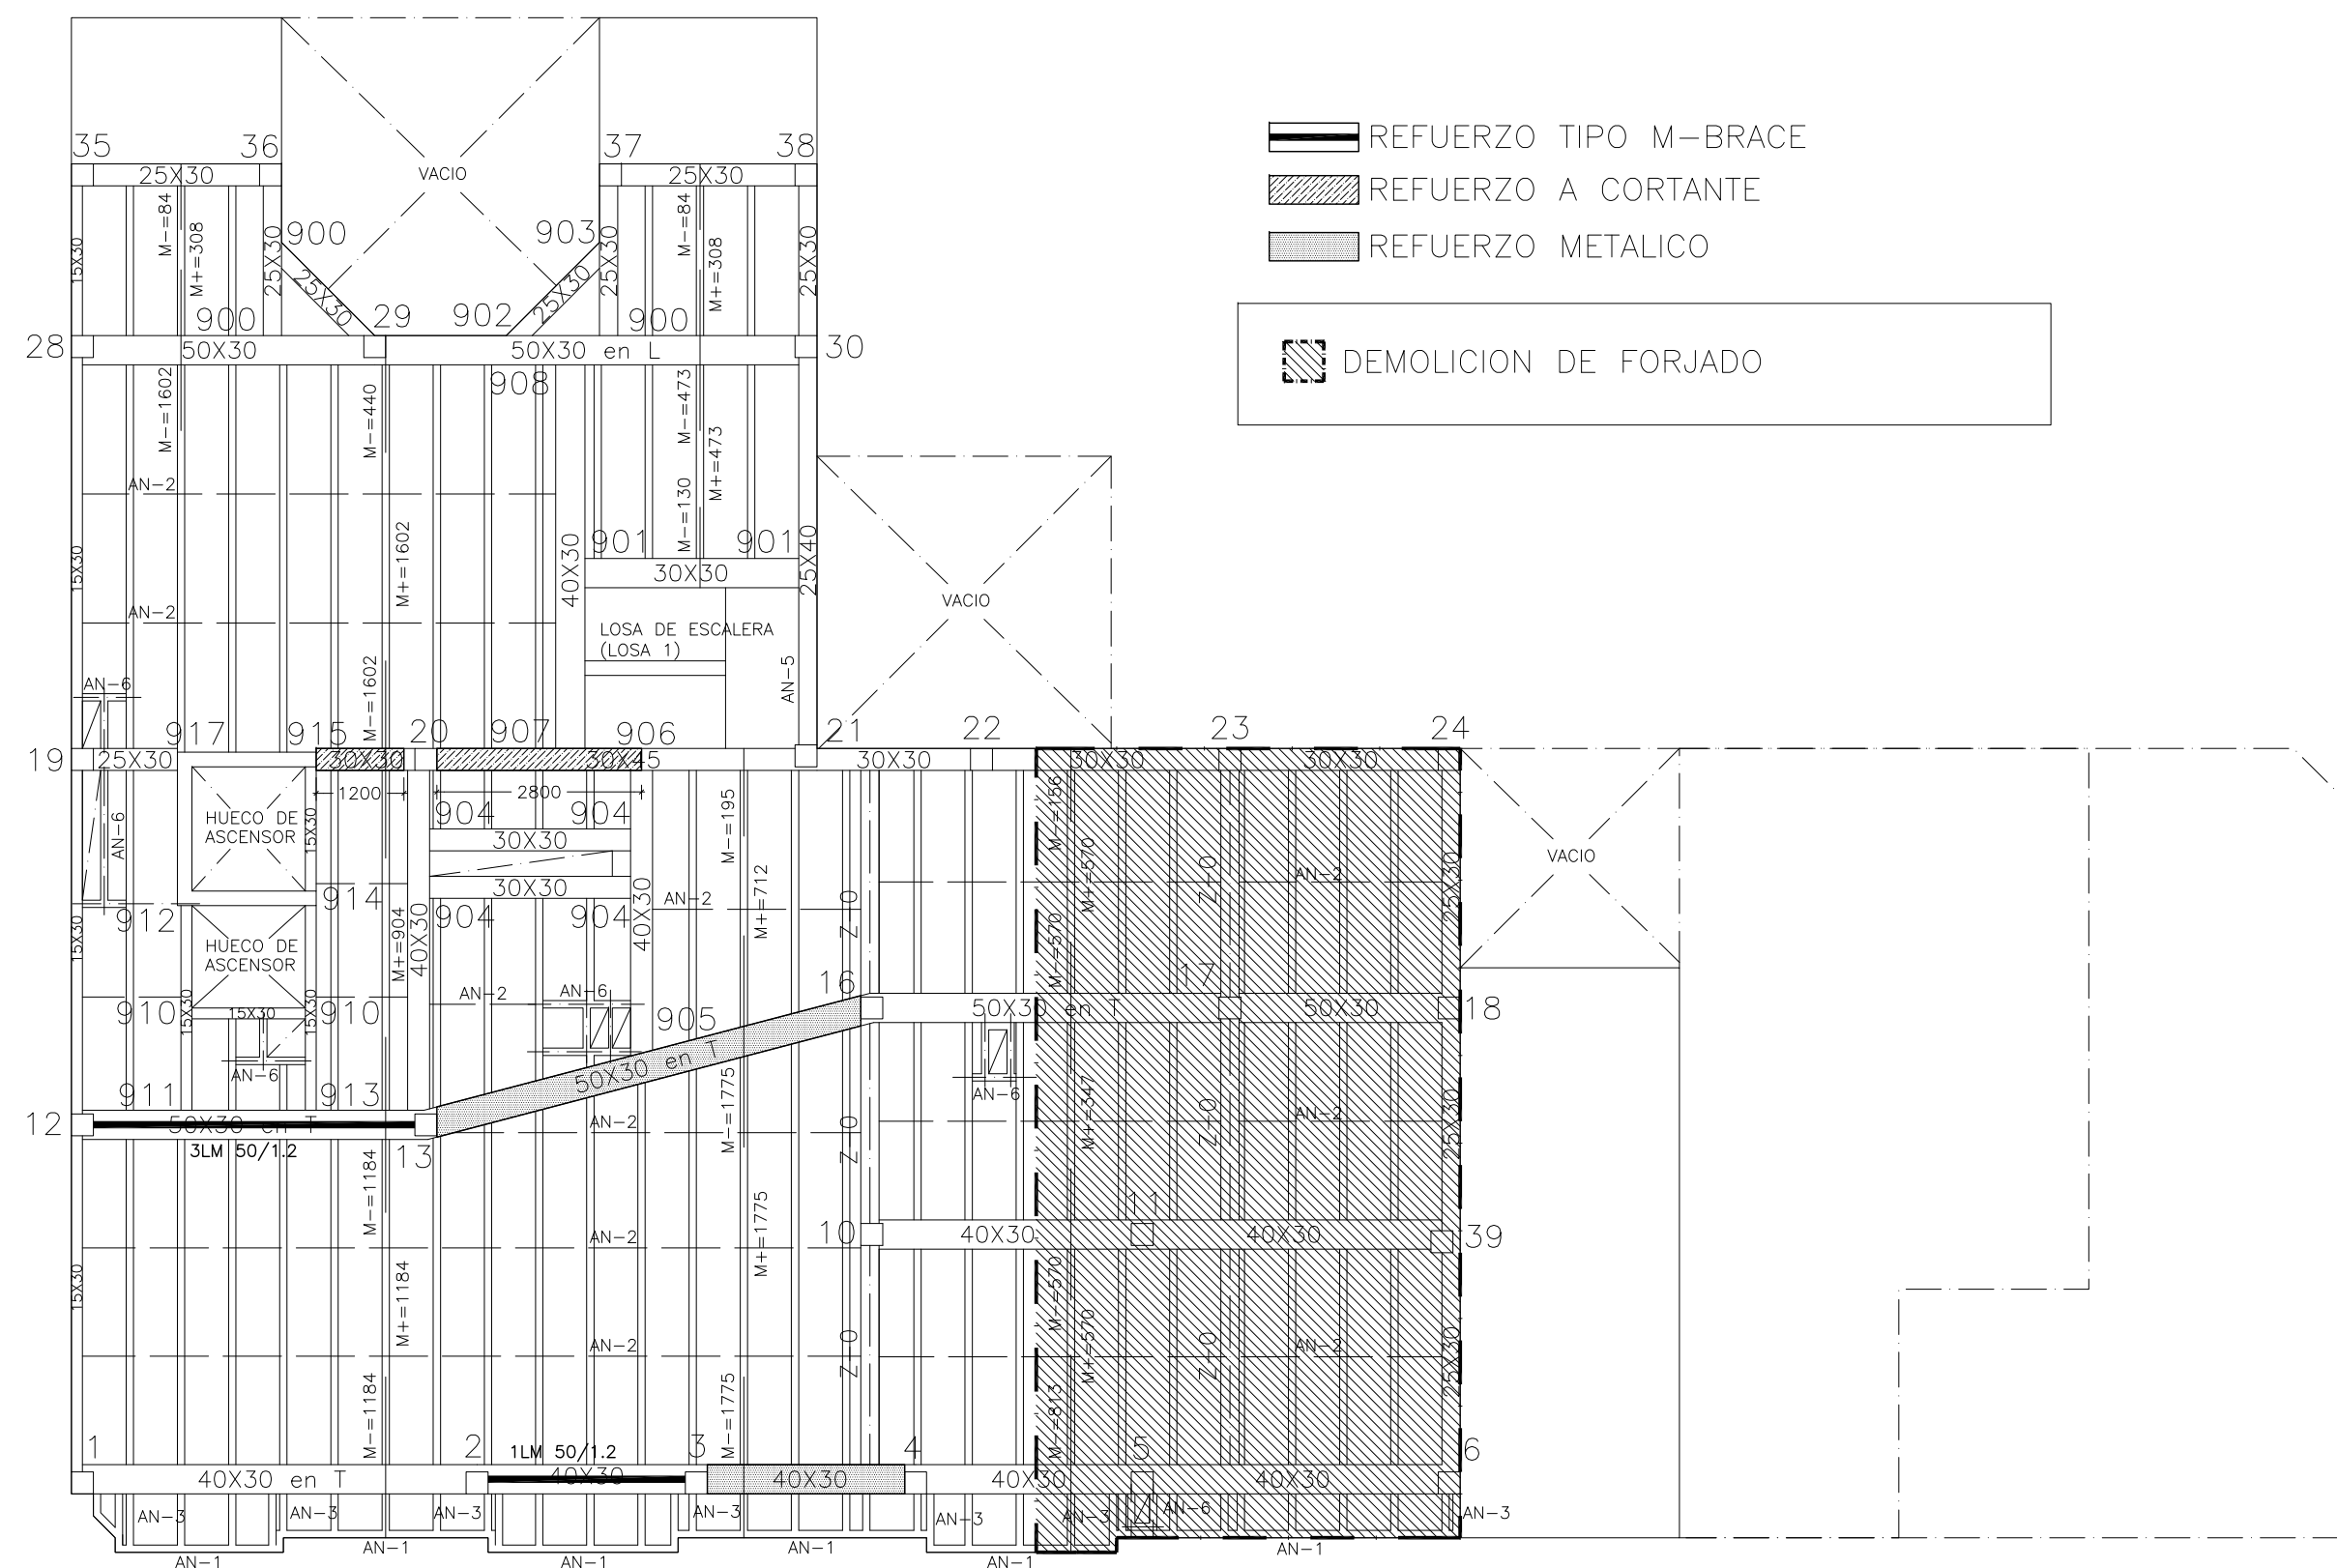 35
36
37
38
25X30
25X30
VACIO
REFUERZO TIPO M-BRACE
REFUERZO A CORTANTE
REFUERZO METALICO
DEMOLICION DE FORJADO
M-=84
M+=308
M-=84
M+=308
15X30
25X30
25X30
25X30
900
903
25X30
25X30
900
29
902
900
28
50X30
50X30 en L
30
908
M-=1602
M-=440
M-=473
M+=473
M-=130
AN-2
AN-2
15X30
M+=1602
40X30
901
901
30X30
25X40
VACIO
LOSA DE ESCALERA
(LOSA 1)
AN-5
M-=1602
AN-6
917
915
20
907
906
21
22
23
24
19
25X30
30X30
30X45
30X30
30X30
30X30
1200
2800
HUECO DE
ASCENSOR
15X30
AN-6
904
904
30X30
30X30
904
904
M-=195
M+=712
M-=156
M+=570
Z-0
AN-2
25X30
VACIO
912
914
15X30
M+=904
40X30
40X30
AN-2
Z-0
M-=570
HUECO DE
ASCENSOR
910
15X30
15X30
15X30
910
AN-2
AN-6
905
16
17
50X30 en T
50X30
18
AN-6
911
913
50X30 en T
AN-6
12
50X30 en T
3LM 50/1.2
13
AN-2
M-=1775
Z-0
M+=347
Z-0
AN-2
25X30
M-=1184
M+=1775
10
11
40X30
40X30
39
AN-2
15X30
M+=1184
M-=570
M+=570
AN-2
Z-0
Z-0
AN-2
25X30
M-=1184
M-=1775
M-=813
1
2
1LM 50/1.2
3
4
5
6
40X30 en T
40X30
40X30
40X30
40X30
AN-3
AN-3
AN-3
AN-3
AN-3
AN-3
AN-6
AN-3
AN-1
AN-1
AN-1
AN-1
AN-1
AN-1